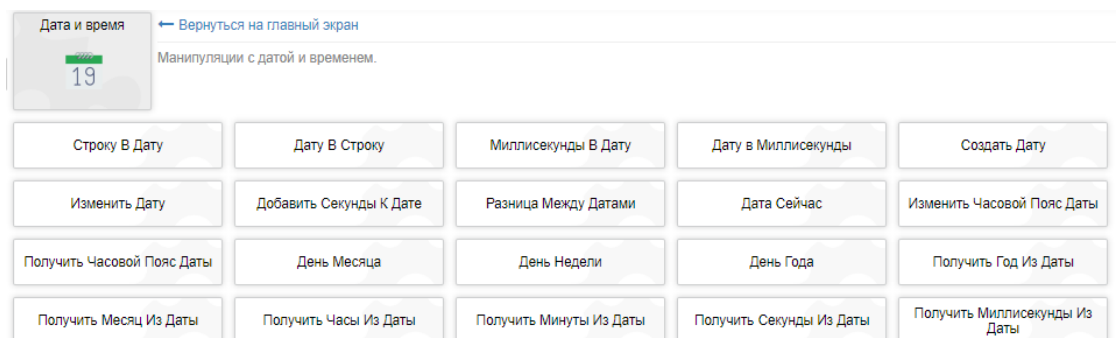 Дата и время
← Вернуться на главный экран
Манипуляции с датой и временем.
19
Строку В Дату
Дату В Строку
Миллисекунды В Дату
Дату в Миллисекунды
Создать Дату
Изменить Дату
Добавить Секунды К Дате
Разница Между Датами
Дата Сейчас
Изменить Часовой Пояс Даты
Получить Часовой Пояс Даты
День Месяца
День Недели
День Года
Получить Год Из Даты
Получить Месяц Из Даты
Получить Часы Из Даты
Получить Минуты Из Даты
Получить Секунды Из Даты
Получить Миллисекунды Из
Даты